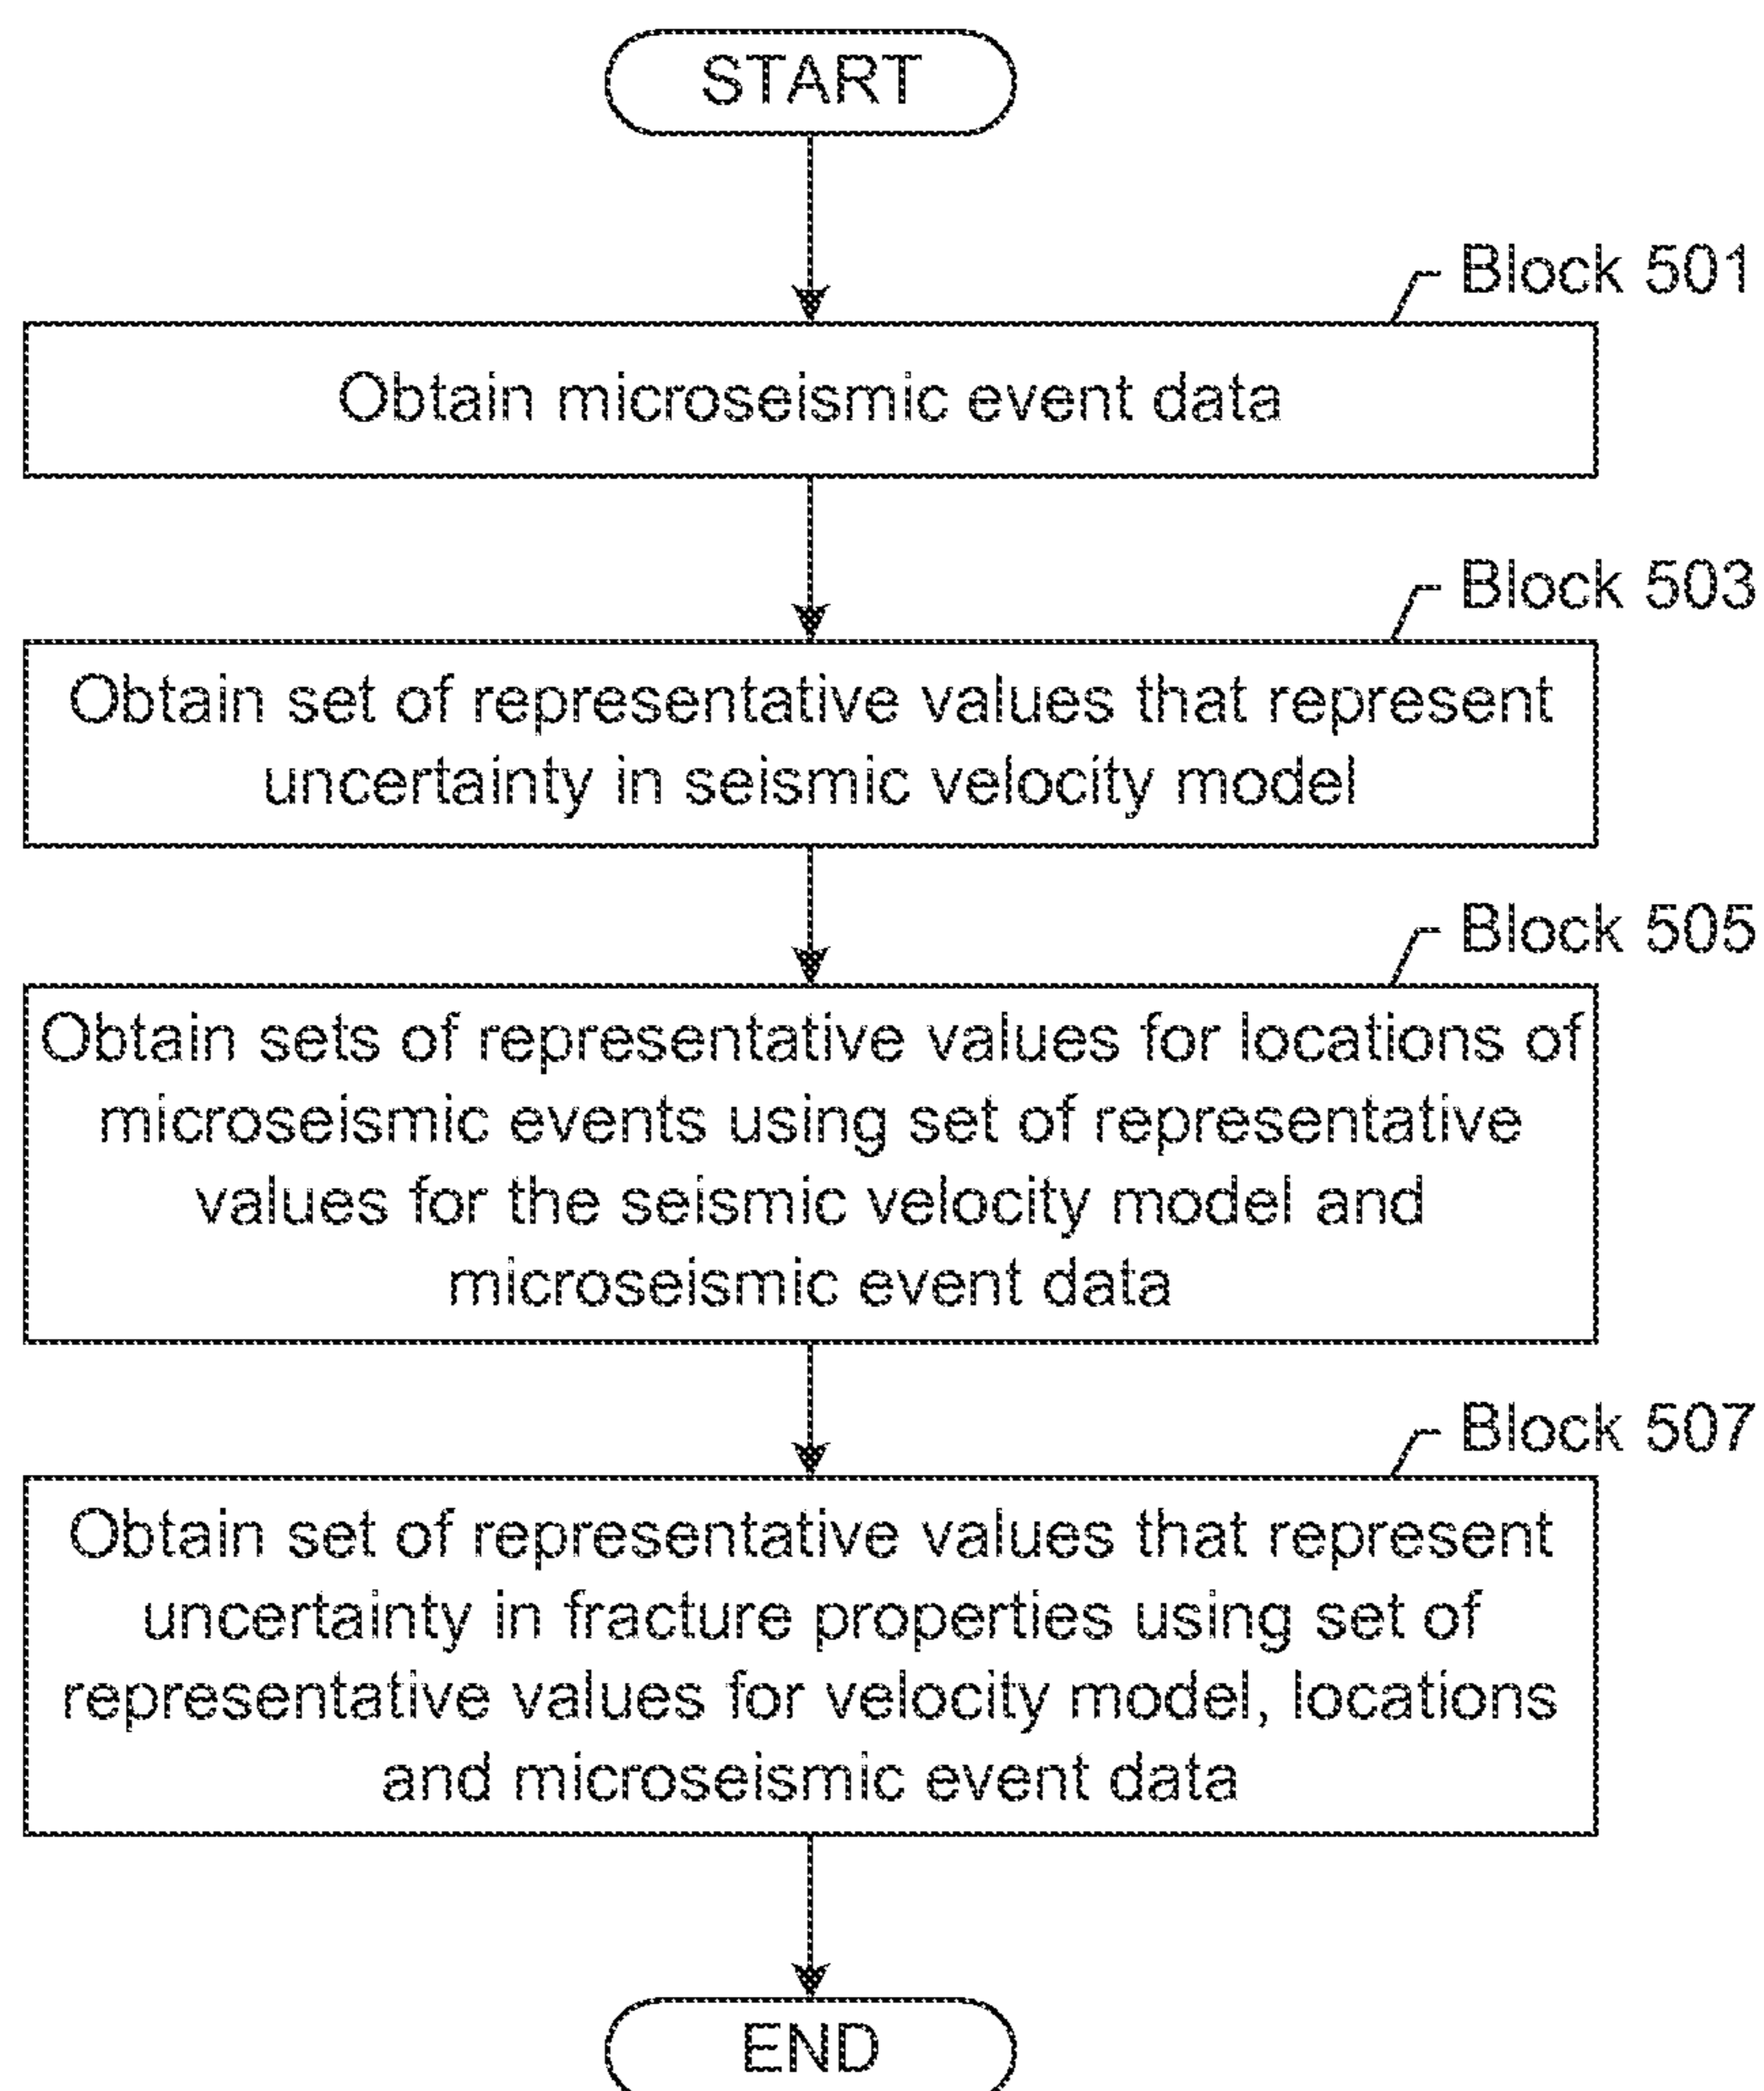 START
Block 501
Obtain microseismic event data
Block 503
Obtain set of representative values that represent
uncertainty in seismic velocity model
Block 505
Obtain sets of representative values for locations of
microseismic events using set of representative
values for the seismic velocity model and
microseismic event data
Block 507
Obtain set of representative values that represent
uncertainty in fracture properties using set of
representative values for velocity model, locations
and microseismic event data
END